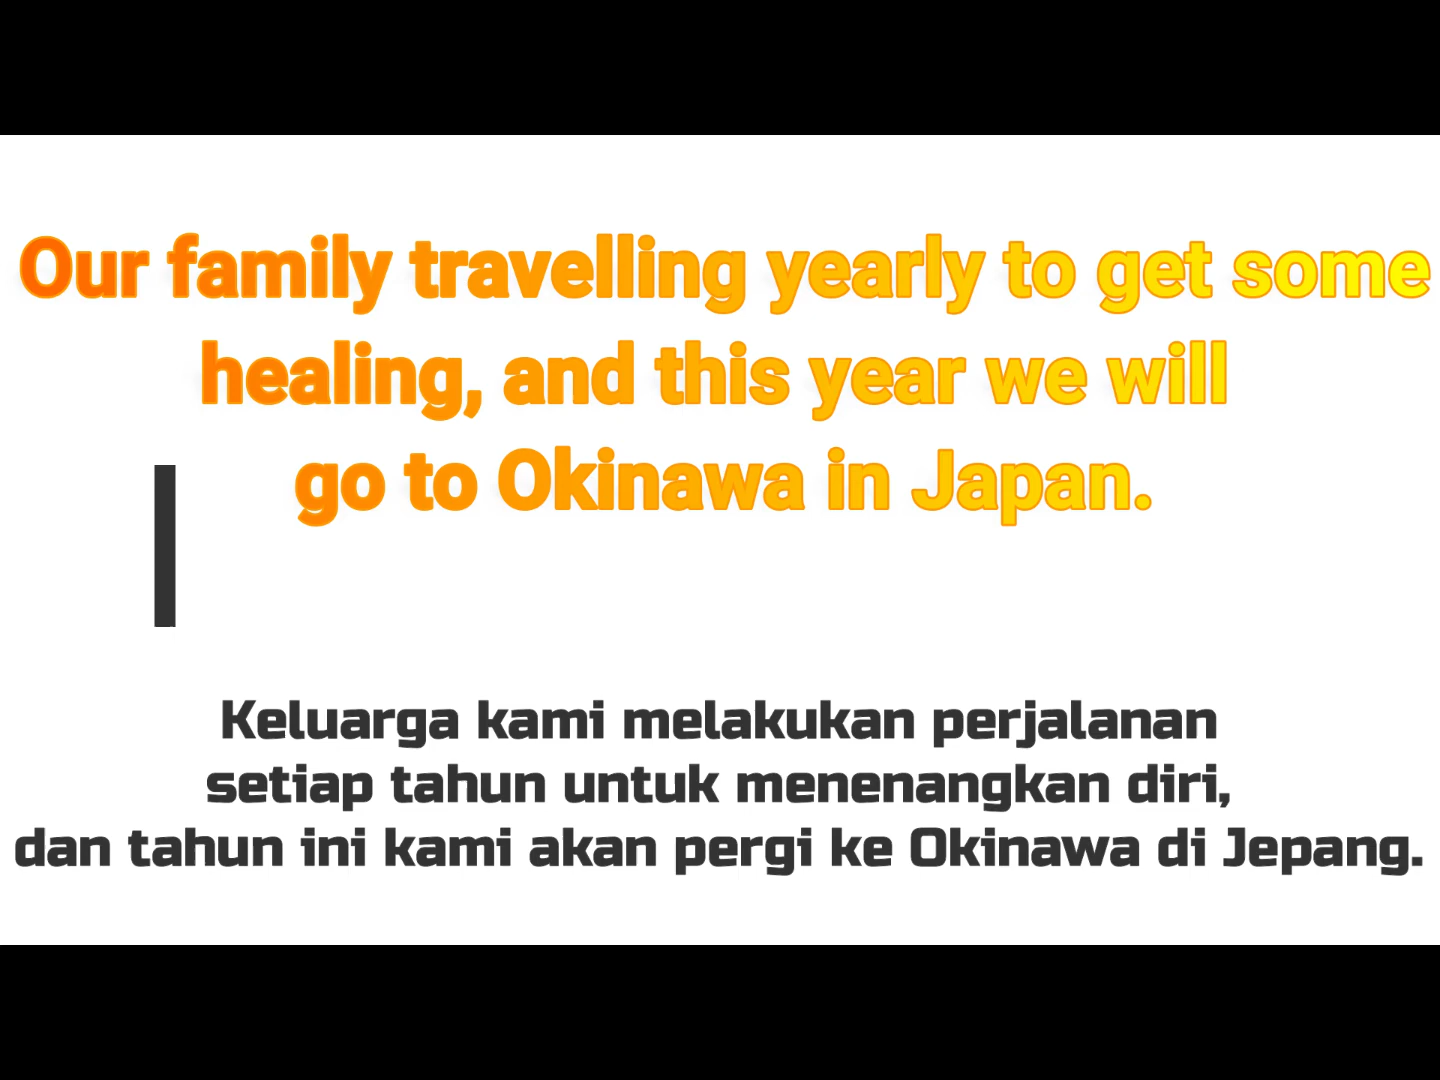 Our family travelling yearly to get some
healing, and this year we will
go to Okinawa in Japan.
Keluarga kami melakukan perjalanan
setiap tahun untuk menenangkan diri,
dan tahun ini kami akan pergi ke Okinawa di Jepang.